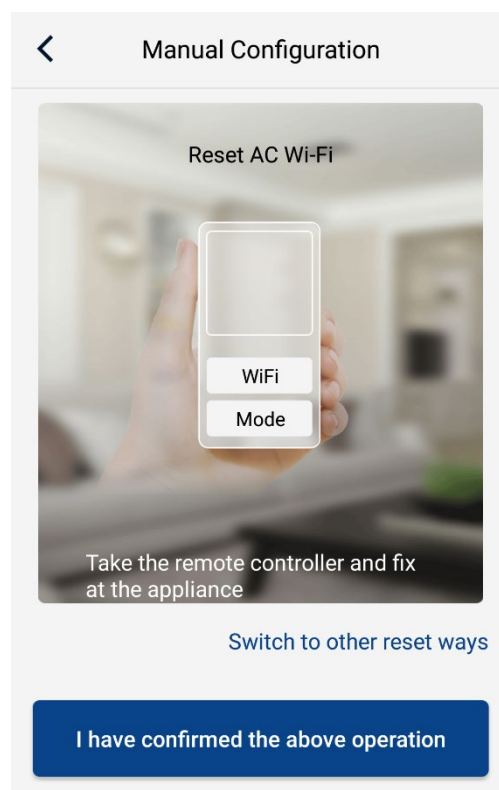 Manual Configuration
Reset AC Wi-Fi
WiFi
Mode
Take the remote controller and fix
at the appliance
Switch to other reset ways
I have confirmed the above operation